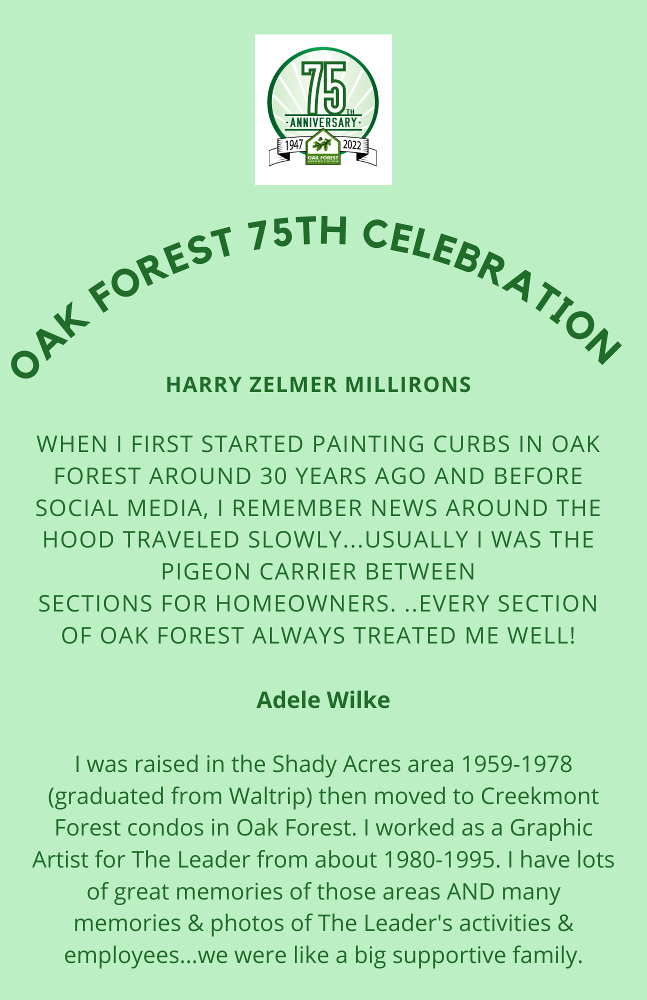 75TH
·ANNIVERSARY·
1947 2022
OAK FOREST
HOMEOWNERS ASSOCIATION
OAK FOREST 75TH CELEBRATION
HARRY ZELMER MILLIRONS
WHEN I FIRST STARTED PAINTING CURBS IN OAK
FOREST AROUND 30 YEARS AGO AND BEFORE
SOCIAL MEDIA, I REMEMBER NEWS AROUND THE
HOOD TRAVELED SLOWLY...USUALLY I WAS THE
PIGEON CARRIER BETWEEN
SECTIONS FOR HOMEOWNERS. ..EVERY SECTION
OF OAK FOREST ALWAYS TREATED ME WELL!
Adele Wilke
I was raised in the Shady Acres area 1959-1978
(graduated from Waltrip) then moved to Creekmont
Forest condos in Oak Forest. I worked as a Graphic
Artist for The Leader from about 1980-1995. I have lots
of great memories of those areas AND many
memories & photos of The Leader's activities &
employees...we were like a big supportive family.